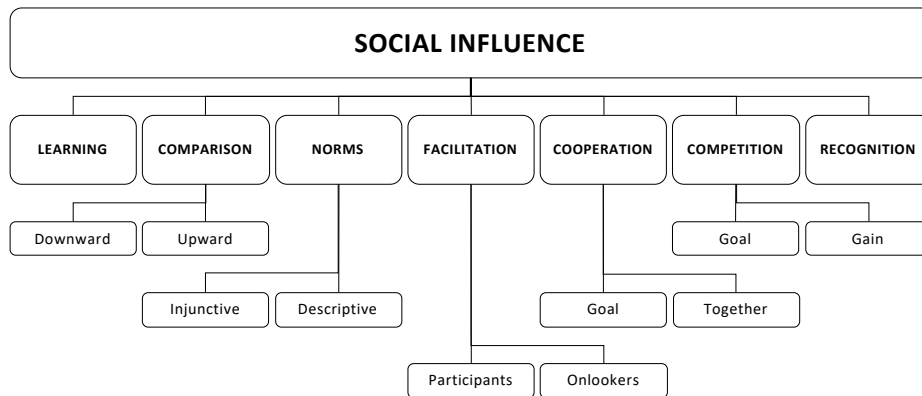 SOCIAL INFLUENCE
LEARNING
COMPARISON
NORMS
FACILITATION
COOPERATION
COMPETITION
RECOGNITION
Downward
Upward
Goal
Gain
Injunctive
Descriptive
Goal
Together
Participants
Onlookers